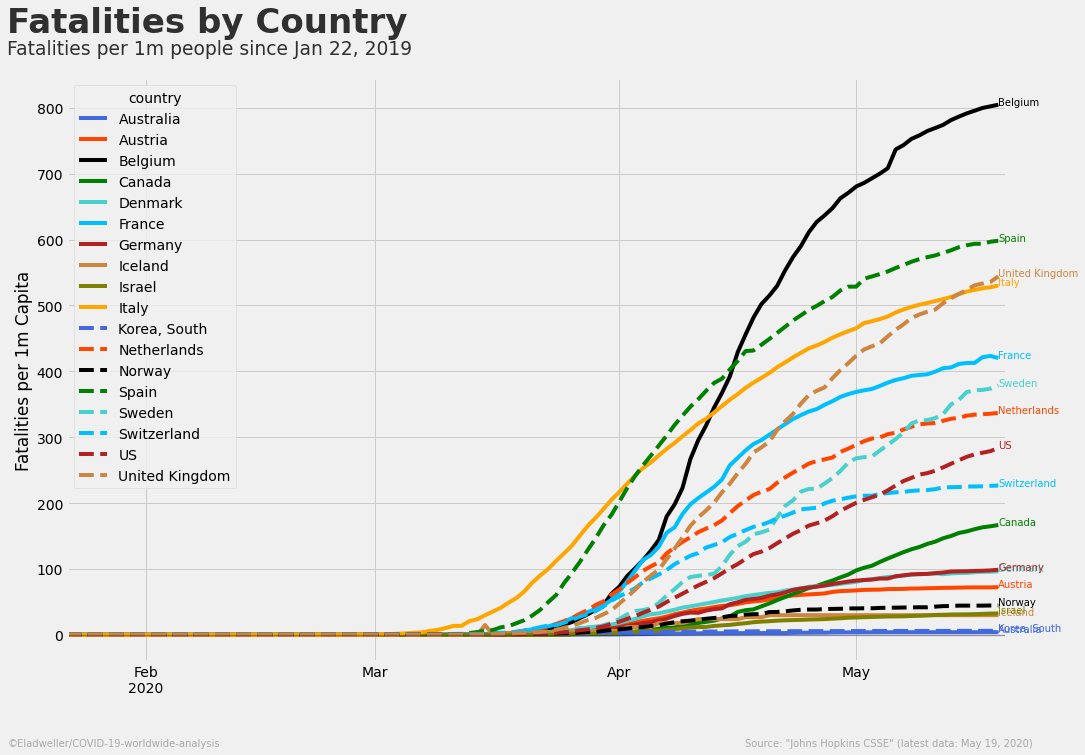 Fatalities by Country
Fatalities per 1m people since Jan 22, 2019
Fatalities per 1m Capita
800
700
600
500
400
300
200
100
0
country
Australia
Austria
Belgium
Canada
Denmark
France
Germany
Iceland
Israel
Italy
Korea, South
Netherlands
Norway
Spain
Sweden
Switzerland
US
United Kingdom
Belgium
Spain
United Kingdom
Italy
France
Sweden
Netherlands
US
Switzerland
Canada
Germany
Austria
Norway
Israel
Iceland
Korea, South
Australia
Feb
2020
Mar
Apr
May
©Eladweller/COVID-19-worldwide-analysis
Source: "Johns Hopkins CSSE" (latest data: May 19, 2020)